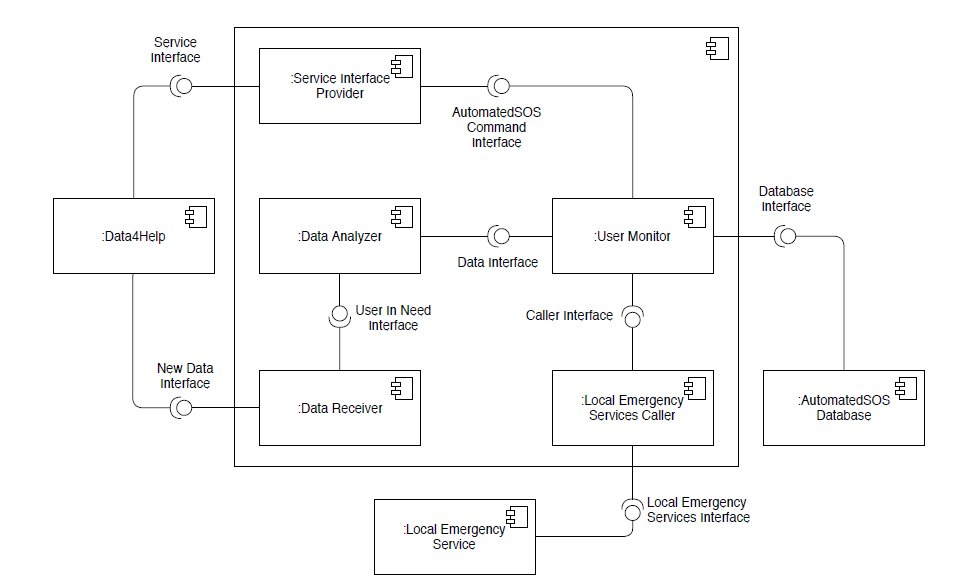 Service
Interface
:Service Interface
Provider
AutomatedSOS
Command
Interface
Database
Interface
:Data4Help
:Data Analyzer
:User Monitor
Data Interface
User In Need
Interface
Caller Interface
New Data
Interface
:Data Receiver
:Local Emergency
Services Caller
:AutomatedSOS
Database
Local Emergency
Services Interface
:Local Emergency
Service